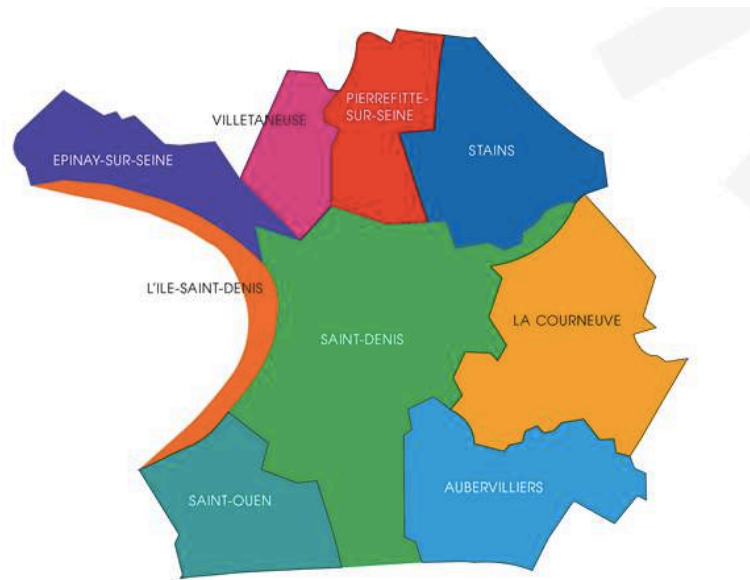 VILLETANEUSE
PIERREFITTE-
SUR-SEINE
STAINS
EPINAY-SUR-SEINE
L'ILE-SAINT-DENIS
SAINT-DENIS
LA COURNEUVE
SAINT-OUEN
AUBERVILLIERS